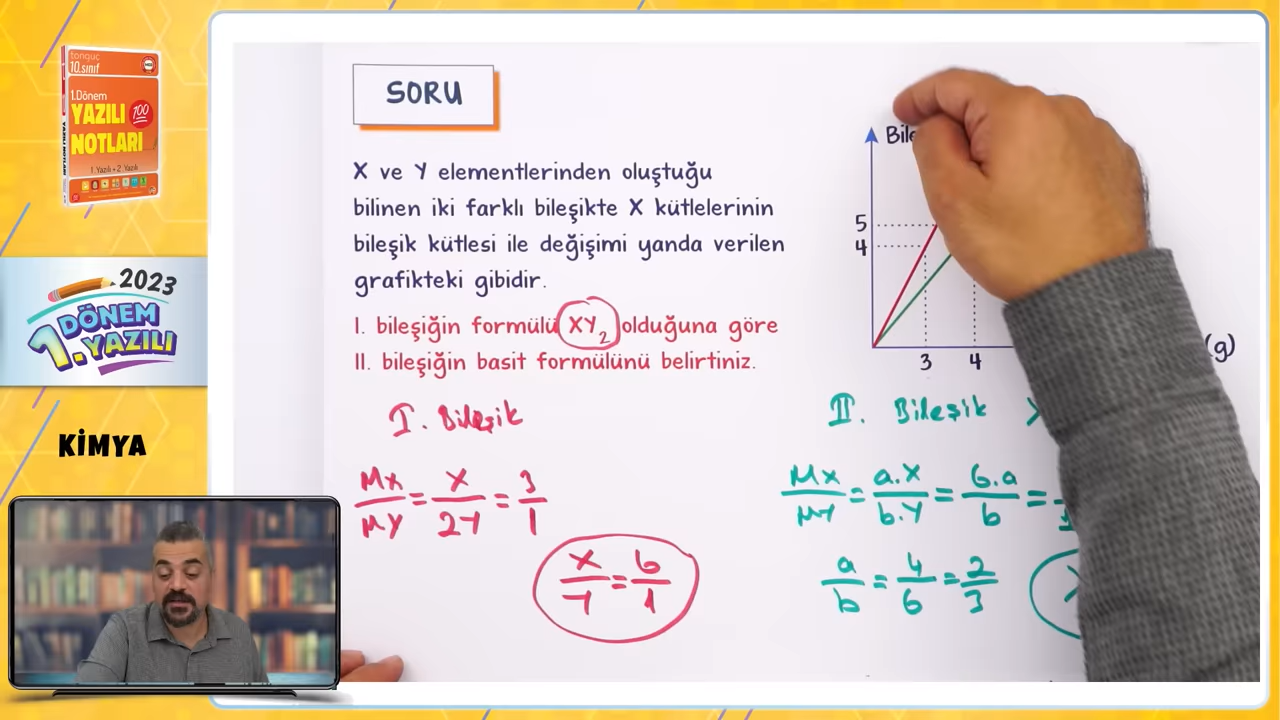 tonguç
10.sınıf
1.Dönem
YAZILI
100
NOTLARI
1.Yazılı + 2.Yazılı
YAZILI NOTLARI
2023
1.DÖNEM
YAZILI
KİMYA
SORU
X ve Y elementlerinden oluştuğu
bilinen iki farklı bileşikte X kütlelerinin
bileşik kütlesi ile değişimi yanda verilen
grafikteki gibidir.
I. bileşiğin formülü XY₂ olduğuna göre
II. bileşiğin basit formülünü belirtiniz.
5
4
3 4
(g)
I. Bileşik
MX/MY = X/2Y = 3/1
X/Y = 6/1
II. Bileşik
MX/MY = a.X/b.Y = 6.a/b =
a/b = 4/6 = 2/3